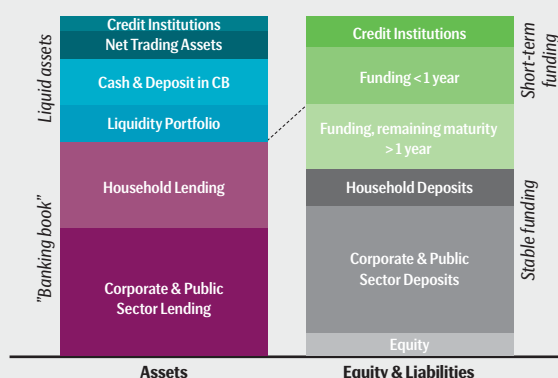 Liquid assets
"Banking book"
Credit Institutions
Net Trading Assets
Cash & Deposit in CB
Liquidity Portfolio
Household Lending
Corporate & Public
Sector Lending
Assets
Credit Institutions
Funding < 1 year
Funding, remaining maturity
> 1 year
Household Deposits
Corporate & Public
Sector Deposits
Equity
Equity & Liabilities
Short-term
funding
Stable funding